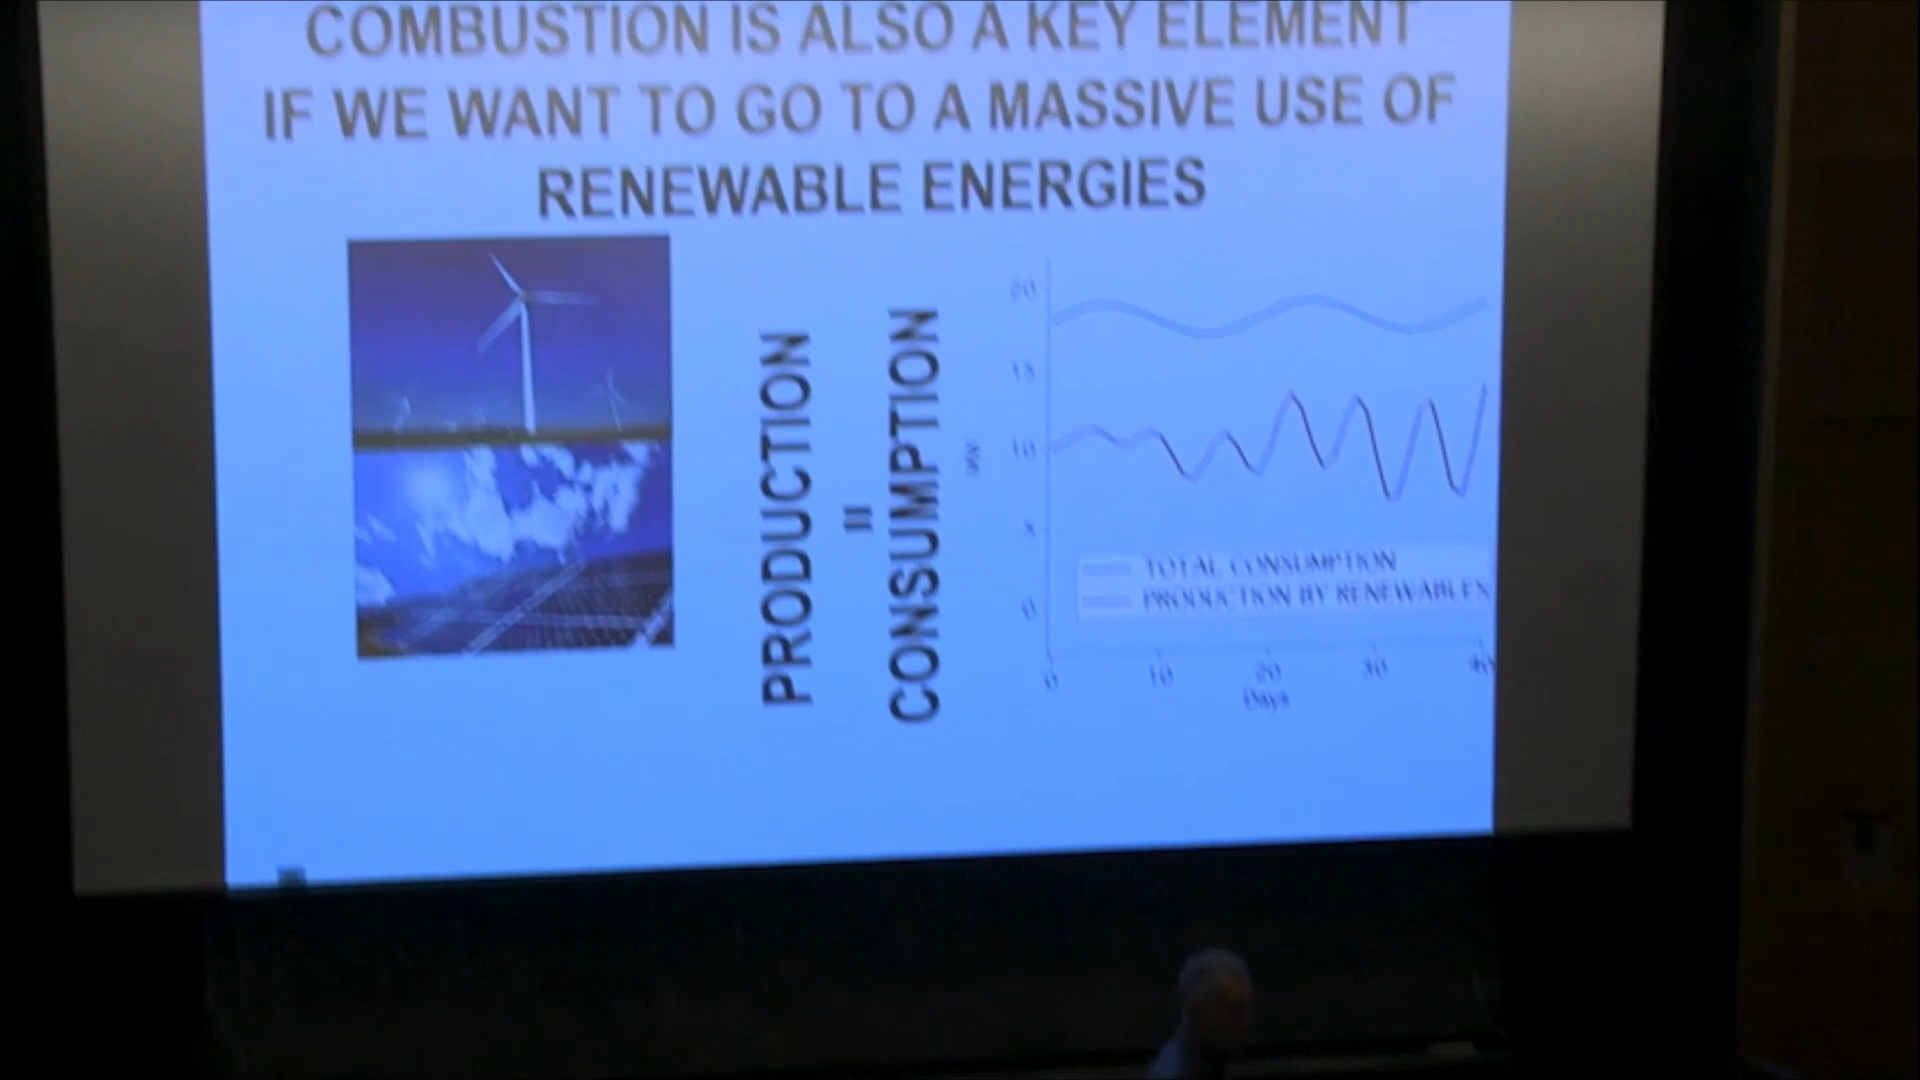 COMBUSTION IS ALSO A KEY ELEMENT
IF WE WANT TO GO TO A MASSIVE USE OF
RENEWABLE ENERGIES
PRODUCTION
=
CONSUMPTION
20
15
10
5
0
0 10 20 30 40
Days
TOTAL CONSUMPTION
PRODUCTION BY RENEWABLES